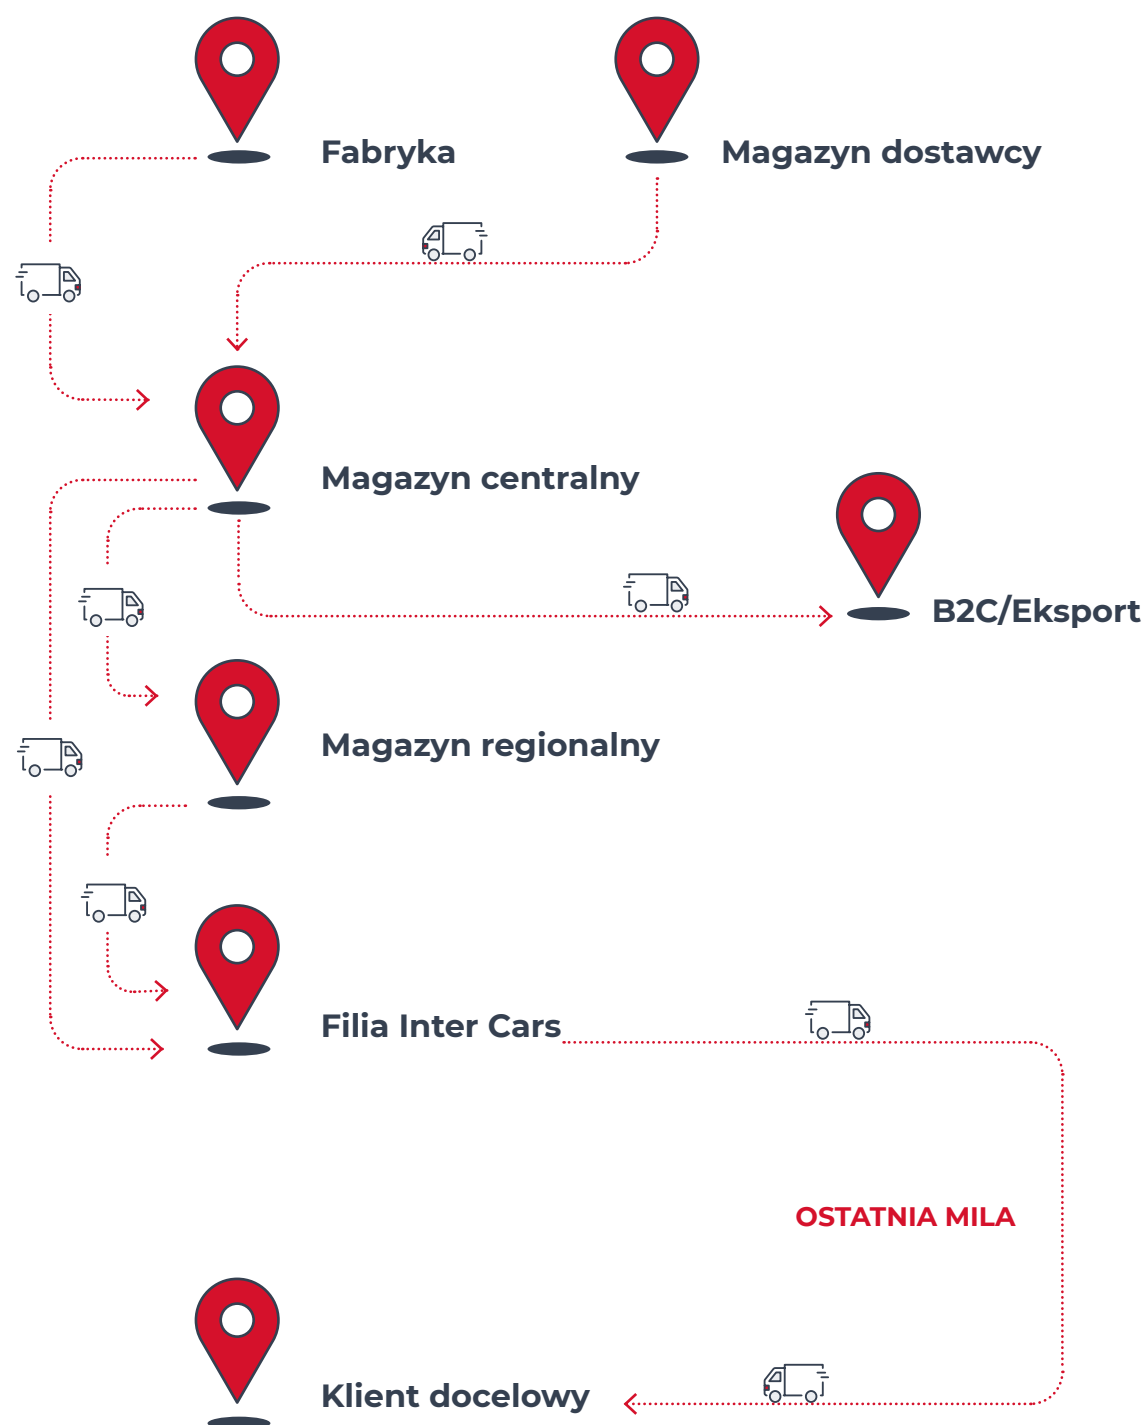 Fabryka
Magazyn dostawcy
Magazyn centralny
B2C/Eksport
Magazyn regionalny
Filia Inter Cars
OSTATNIA MILA
Klient docelowy